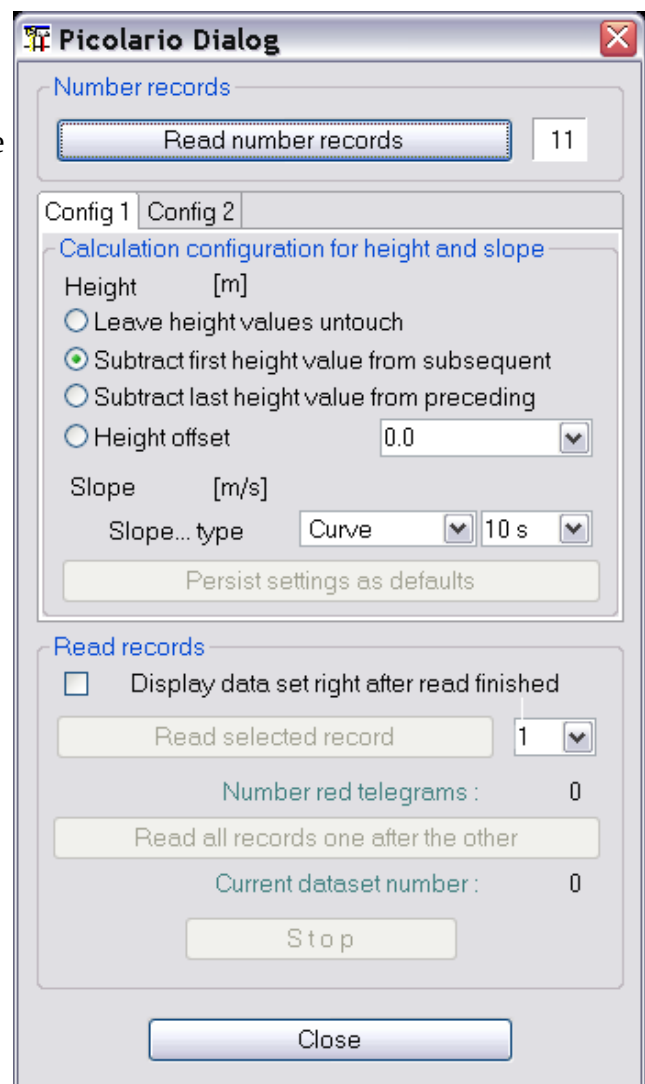 Picolario Dialog
Number records
e
Read number records 11
Config 1 Config 2
Calculation configuration for height and slope
Height [m]
Leave height values untouch
Subtract first height value from subsequent
Subtract last height value from preceding
Height offset 0.0
Slope [m/s]
Slope... type Curve 10 s
Persist settings as defaults
Read records
Display data set right after read finished
Read selected record 1
Number red telegrams : 0
Read all records one after the other
Current dataset number : 0
Stop
Close